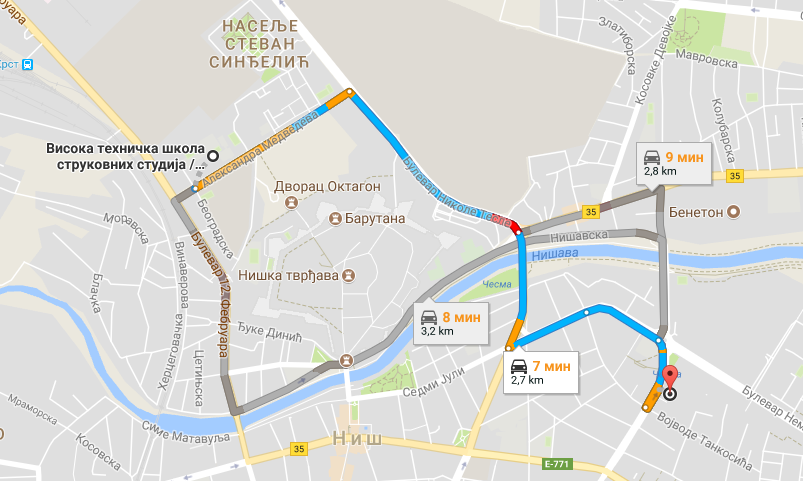 НАСЕЉЕ
СТЕВАН
СИНЂЕЛИЋ
Златиборска
Косовке Девојке
Мавровска
Колубарска
Крст
Висока техничка школа
струковних студија /...
Александра Медведева
Булевар Николе Тесле
9 мин
2,8 km
35
35
Бенетон
Дворац Октагон
Барутана
Моравска
Београдска
Нишавска
Нишава
Винаверова
Булевар 12. Фебруара
Нишка тврђава
Чесма
Блачка
Херцеговачка
8 мин
3,2 km
Ђуке Динић
Цетињска
7 мин
2,7 km
Седми Јули
Булевар Нем
Мраморска
Косовска
Симе Матавуља
Ниш
35
E-771
Војводе Танкосића